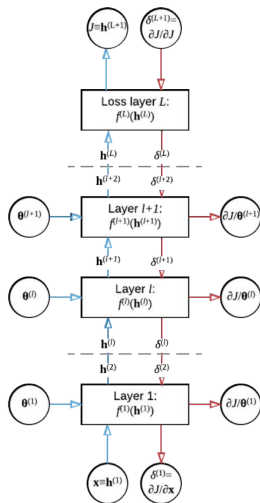 J≡h^(L+1)
δ^(L+1)=
∂J/∂J
Loss layer L:
f^(L)(h^(L))
h^(L)
δ^(L)
h^(l+2)
δ^(l+2)
θ^(l+1)
Layer l+1:
f^(l+1)(h^(l+1))
∂J/θ^(l+1)
h^(l+1)
δ^(l+1)
θ^(l)
Layer l:
f^(l)(h^(l))
∂J/θ^(l)
h^(l)
δ^(l)
h^(2)
δ^(2)
θ^(1)
Layer 1:
f^(1)(h^(1))
∂J/θ^(1)
x≡h^(1)
δ^(1)=
∂J/∂x